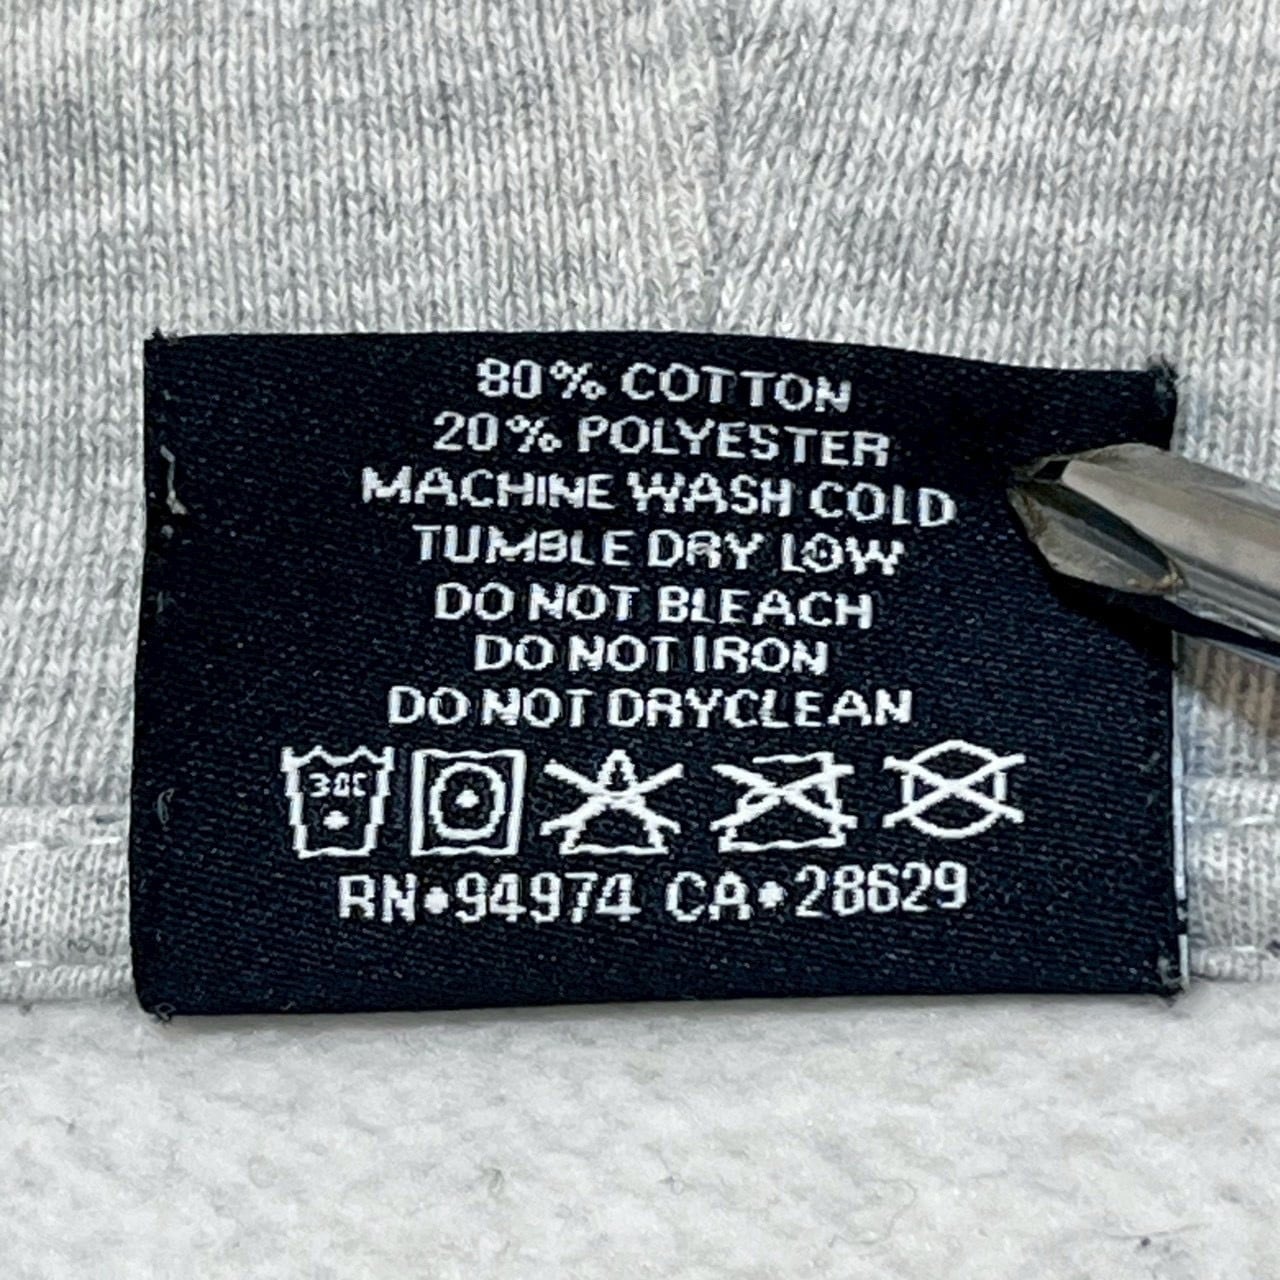 80% COTTON
20% POLYESTER
MACHINE WASH COLD
TUMBLE DRY LOW
DO NOT BLEACH
DO NOT IRON
DO NOT DRYCLEAN
30C
RN•94974 CA•28629